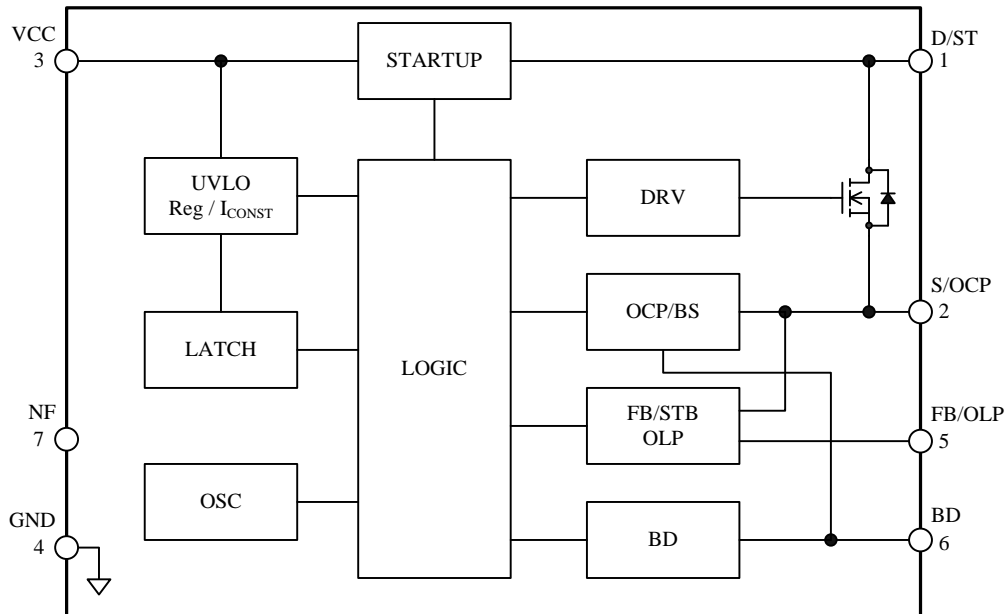 VCC
3
STARTUP
D/ST
1
UVLO
Reg / ICONST
DRV
S/OCP
2
OCP/BS
LATCH
LOGIC
NF
7
FB/STB
OLP
FB/OLP
5
OSC
GND
4
BD
BD
6